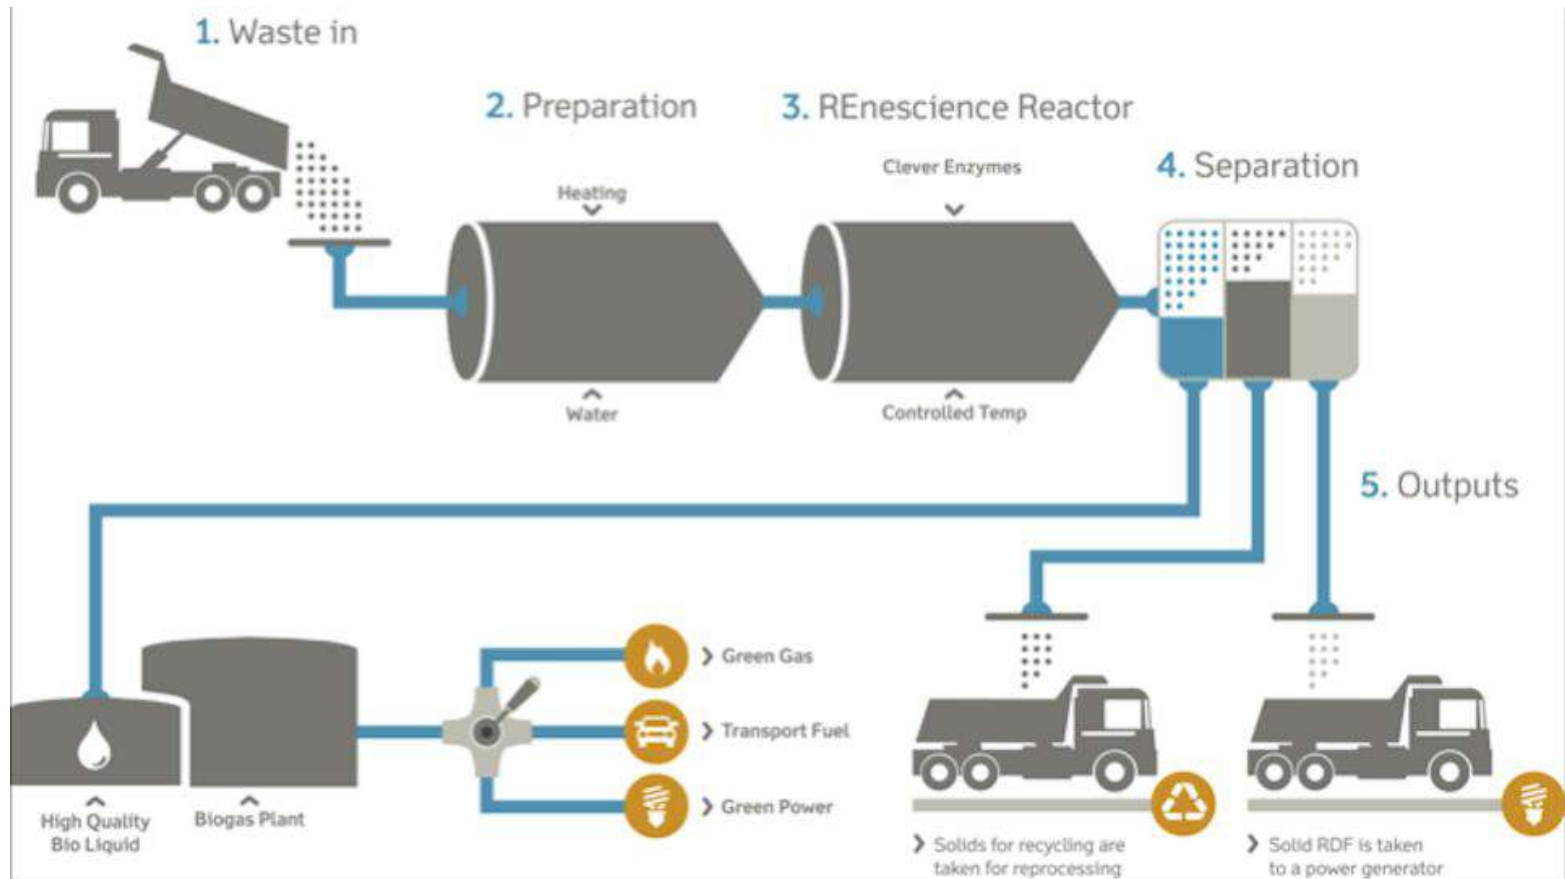 1. Waste in
2. Preparation
3. REnescience Reactor
4. Separation
Heating
Water
Clever Enzymes
Controlled Temp
5. Outputs
High Quality
Bio Liquid
Biogas Plant
Green Gas
Transport Fuel
Green Power
Solids for recycling are
taken for reprocessing
Solid RDF is taken
to a power generator